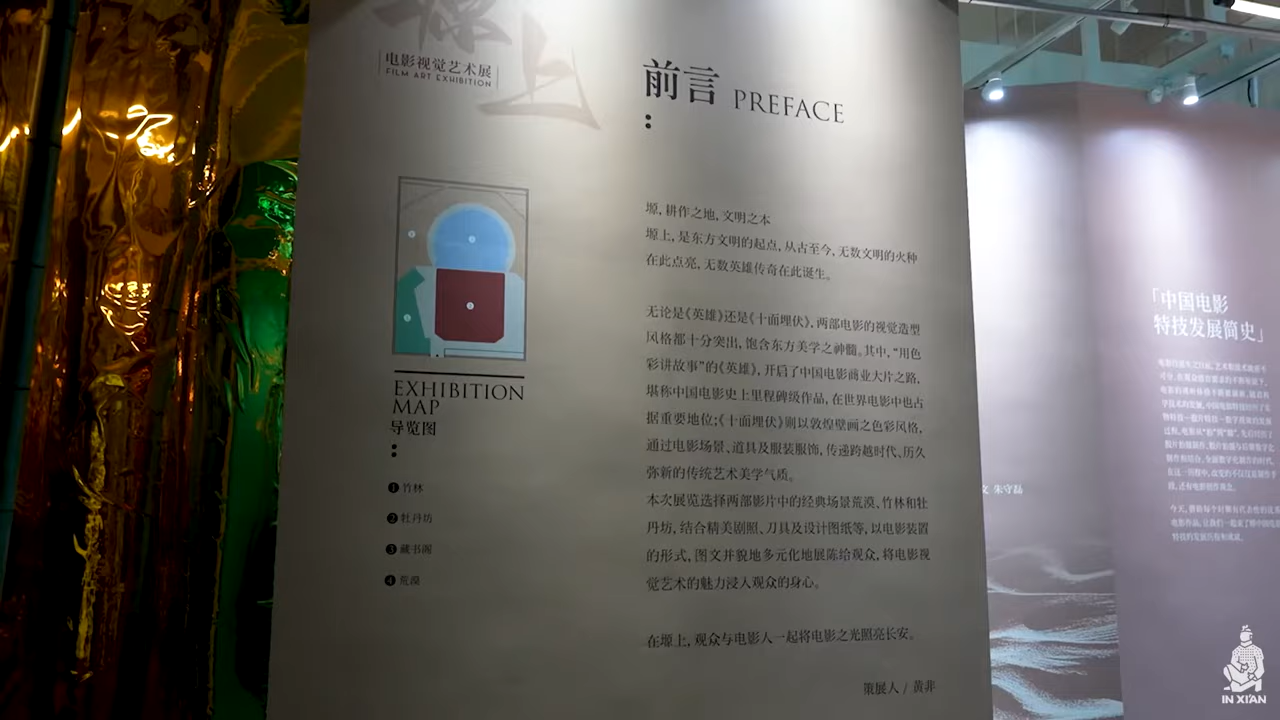 塬上
电影视觉艺术展
FILM ART EXHIBITION
EXHIBITION
MAP
导览图
1 竹林
2 牡丹坊
3 藏书阁
4 荒漠
前言 PREFACE
塬，耕作之地，文明之本
塬上，是东方文明的起点，从古至今，无数文明的火种
在此点亮，无数英雄传奇在此诞生。
无论是《英雄》还是《十面埋伏》，两部电影的视觉造型
风格都十分突出，饱含东方美学之神髓。其中，“用色
彩讲故事”的《英雄》，开启了中国电影商业大片之路，
堪称中国电影史上里程碑级作品，在世界电影中也占
据重要地位；《十面埋伏》则以敦煌壁画之色彩风格，
通过电影场景、道具及服装服饰，传递跨越时代、历久
弥新的传统艺术美学气质。
本次展览选择两部影片中的经典场景荒漠、竹林和牡
丹坊，结合精美剧照、刀具及设计图纸等，以电影装置
的形式，图文并貌地多元化地展陈给观众，将电影视
觉艺术的魅力浸入观众的身心。
在塬上，观众与电影人一起将电影之光照亮长安。
策展人 / 黄非
「中国电影
特技发展简史」
文 朱守磊
IN XI'AN